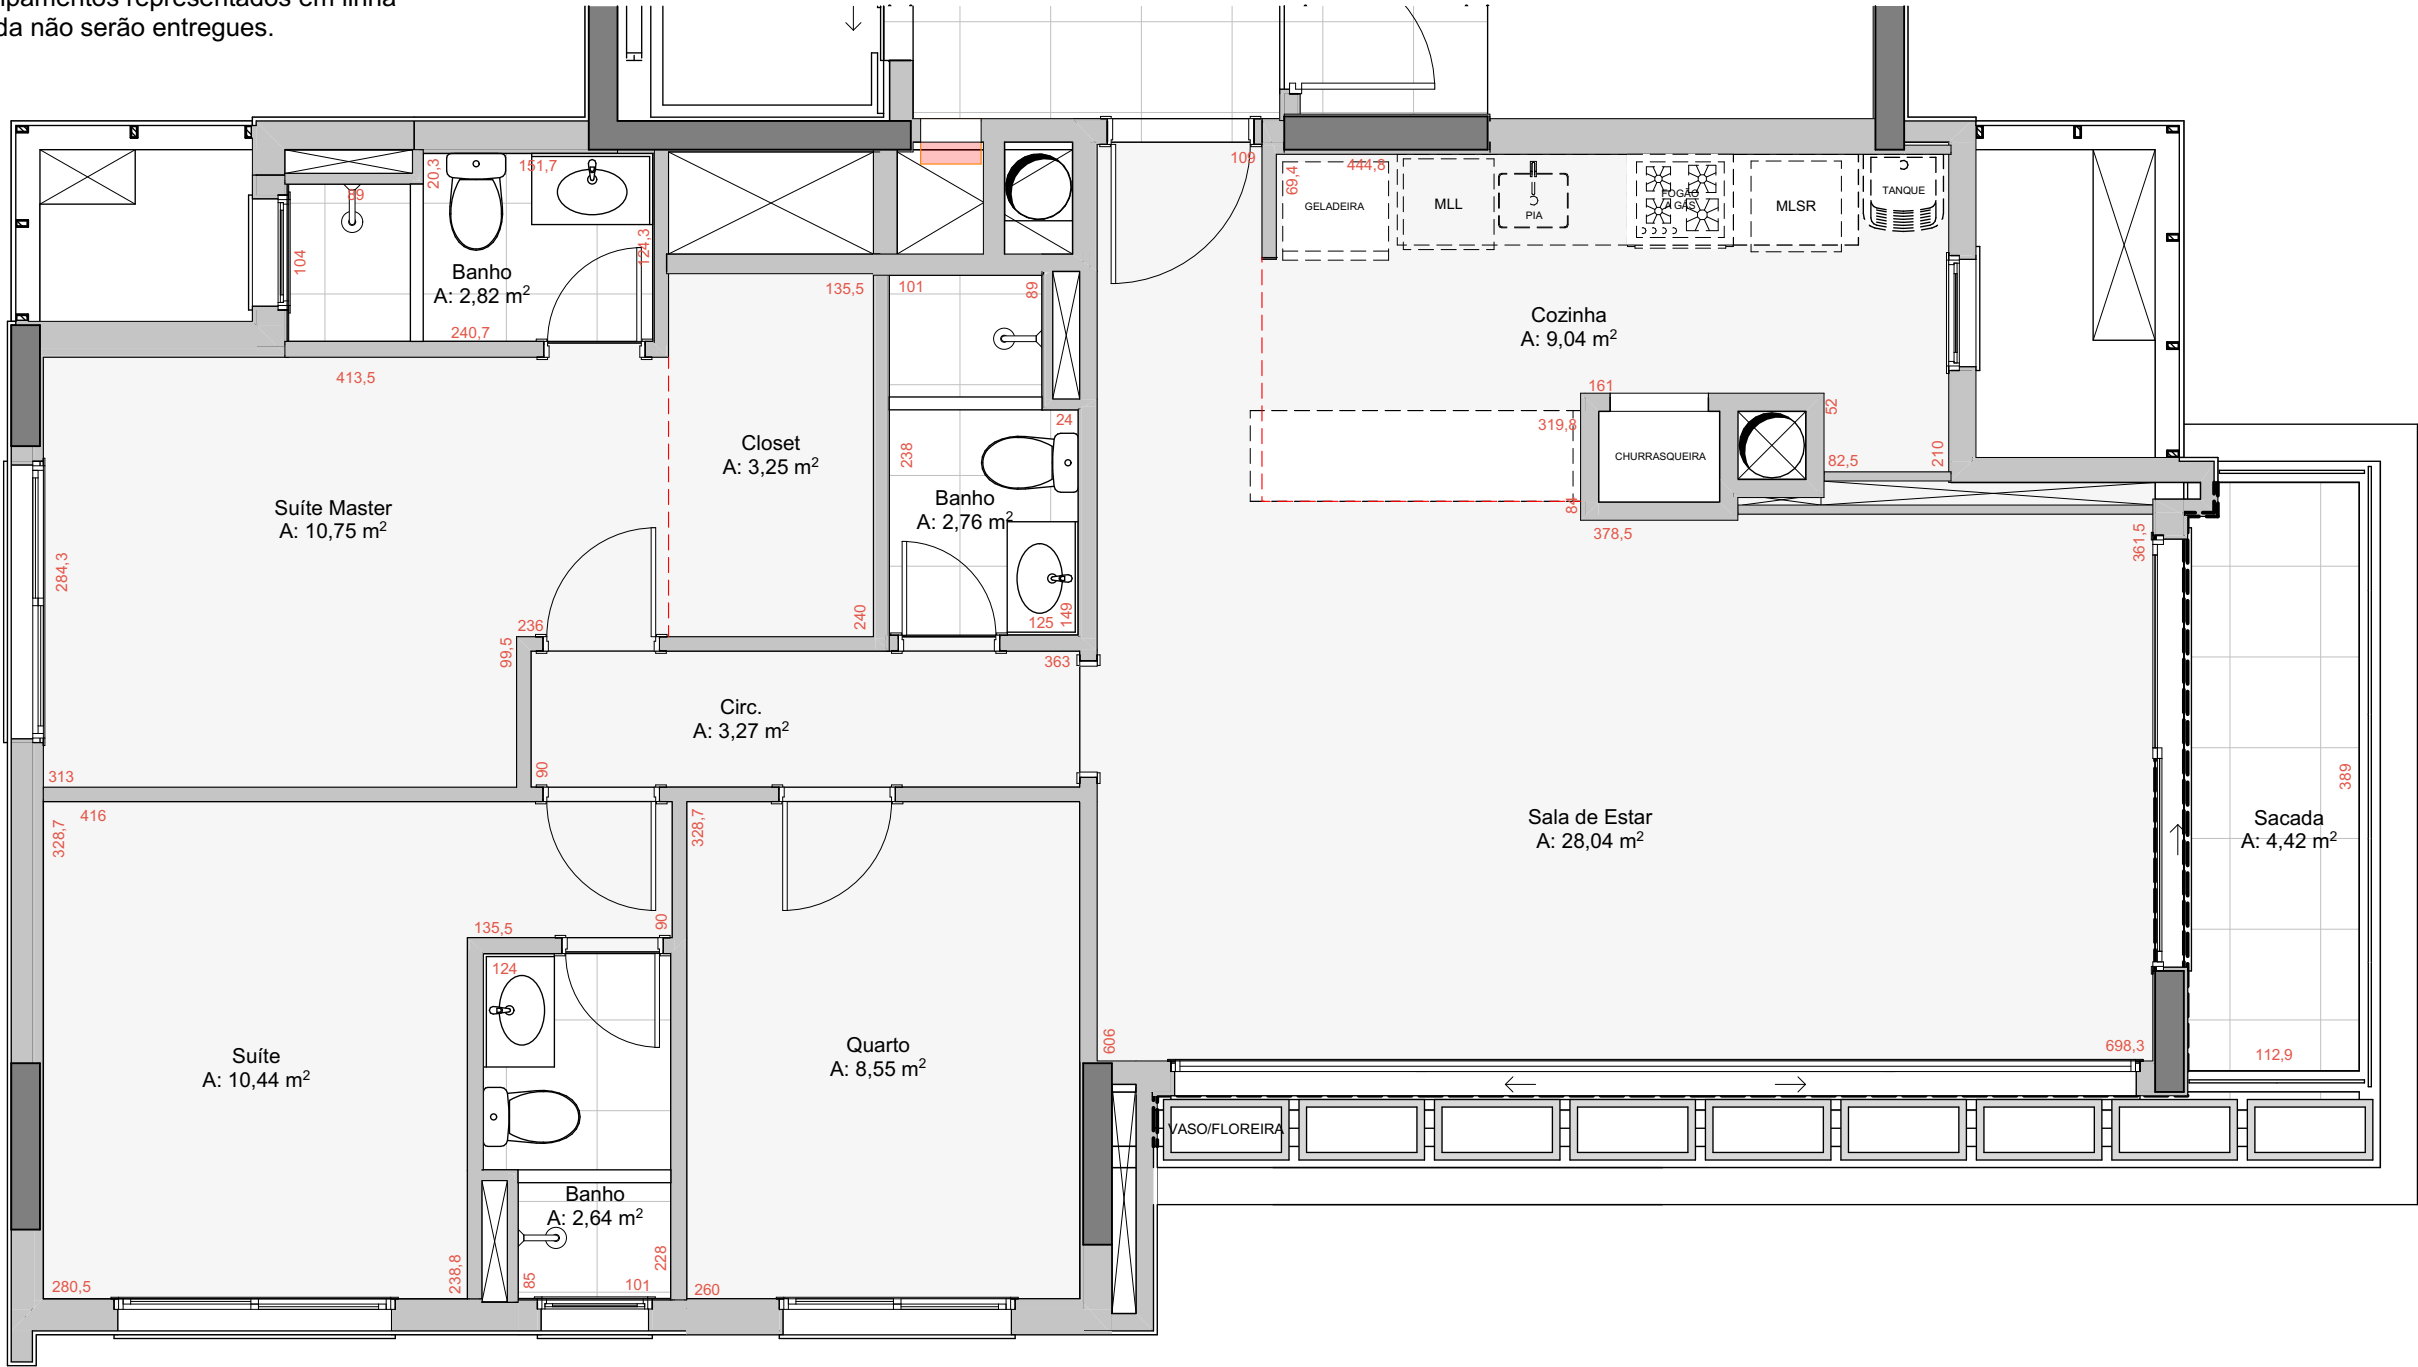 da não serão entregues.
20,3
151,7
89
104
124,3
Banho
A: 2,82 m²
240,7
413,5
135,5
101
89
109
69,4
444,8
GELADEIRA
MLL
PIA
FOGÃO
A GÁS
MLSR
TANQUE
Cozinha
A: 9,04 m²
161
52
319,8
CHURRASQUEIRA
82,5
210
84
378,5
361,5
Closet
A: 3,25 m²
24
238
Banho
A: 2,76 m²
Suíte Master
A: 10,75 m²
284,3
236
99,5
240
125
149
363
Circ.
A: 3,27 m²
90
313
416
328,7
328,7
Sala de Estar
A: 28,04 m²
389
Sacada
A: 4,42 m²
135,5
90
124
Suíte
A: 10,44 m²
Quarto
A: 8,55 m²
606
698,3
112,9
VASO/FLOREIRA
Banho
A: 2,64 m²
280,5
238,8
85
101
228
260